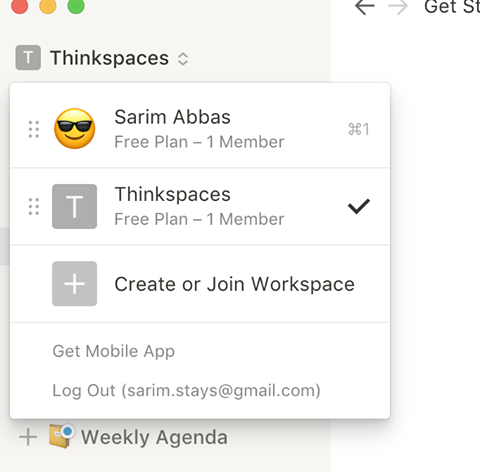 Get St
T Thinkspaces
Sarim Abbas
Free Plan – 1 Member
⌘1
T
Thinkspaces
Free Plan – 1 Member
Create or Join Workspace
Get Mobile App
Log Out (sarim.stays@gmail.com)
Weekly Agenda